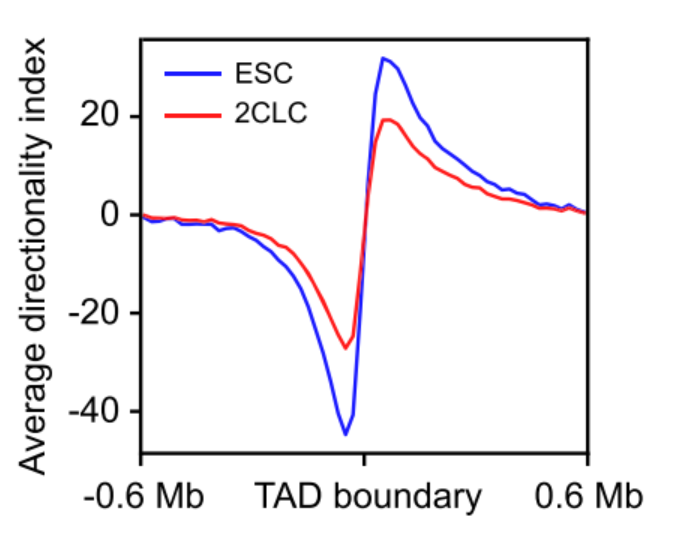 Average directionality index
ESC
2CLC
20
0
-20
-40
-0.6 Mb
TAD boundary
0.6 Mb